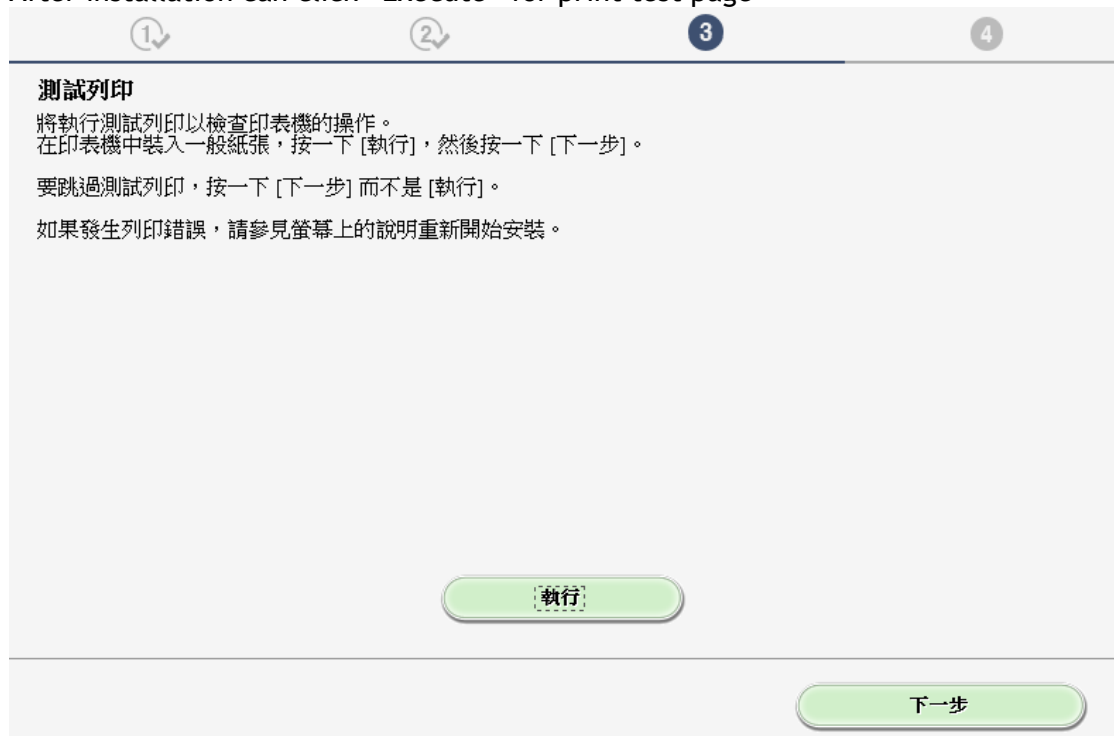 After installation can click "Execute" for print test page
1 2 3 4
測試列印
將執行測試列印以檢查印表機的操作。
在印表機中裝入一般紙張，按一下 [執行]，然後按一下 [下一步]。
要跳過測試列印，按一下 [下一步] 而不是 [執行]。
如果發生列印錯誤，請參見螢幕上的說明重新開始安裝。
執行
下一步